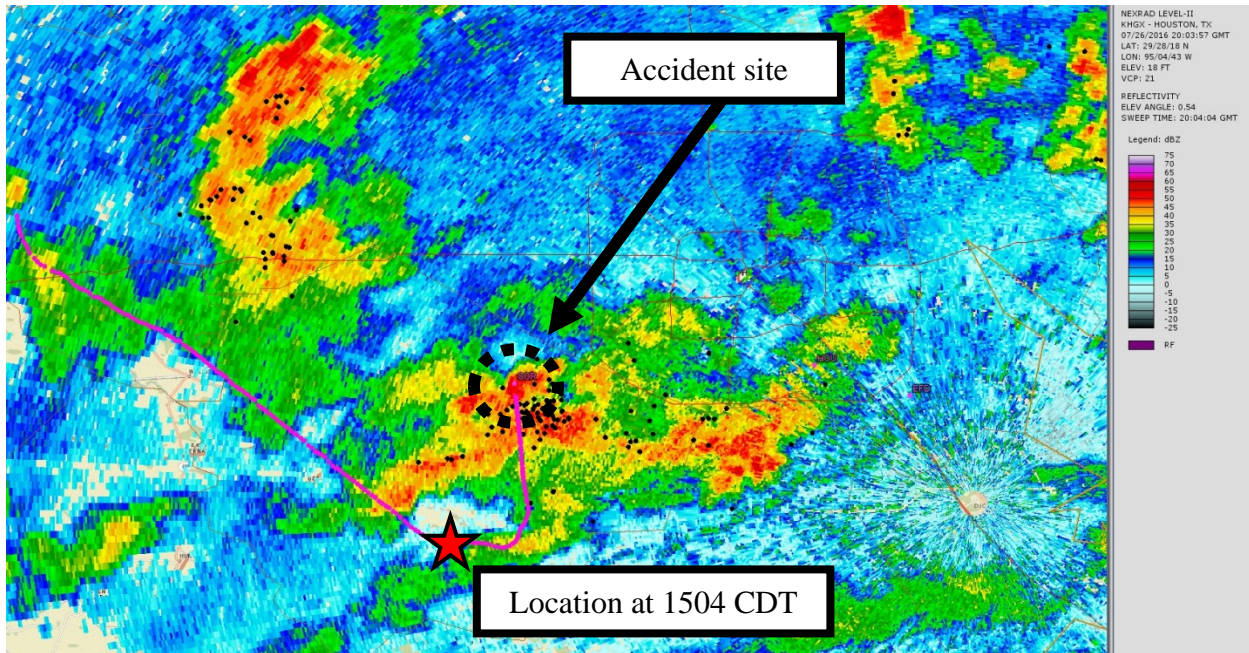 Accident site
Location at 1504 CDT
SGR
EFD
NEXRAD LEVEL-II
KHGX - HOUSTON, TX
07/26/2016 20:03:57 GMT
LAT: 29/28/18 N
LON: 95/04/43 W
ELEV: 18 FT
VCP: 21
REFLECTIVITY
ELEV ANGLE: 0.54
SWEEP TIME: 20:04:04 GMT
Legend: dBZ
75
70
65
60
55
50
45
40
35
30
25
20
15
10
5
0
-5
-10
-15
-20
-25
RF